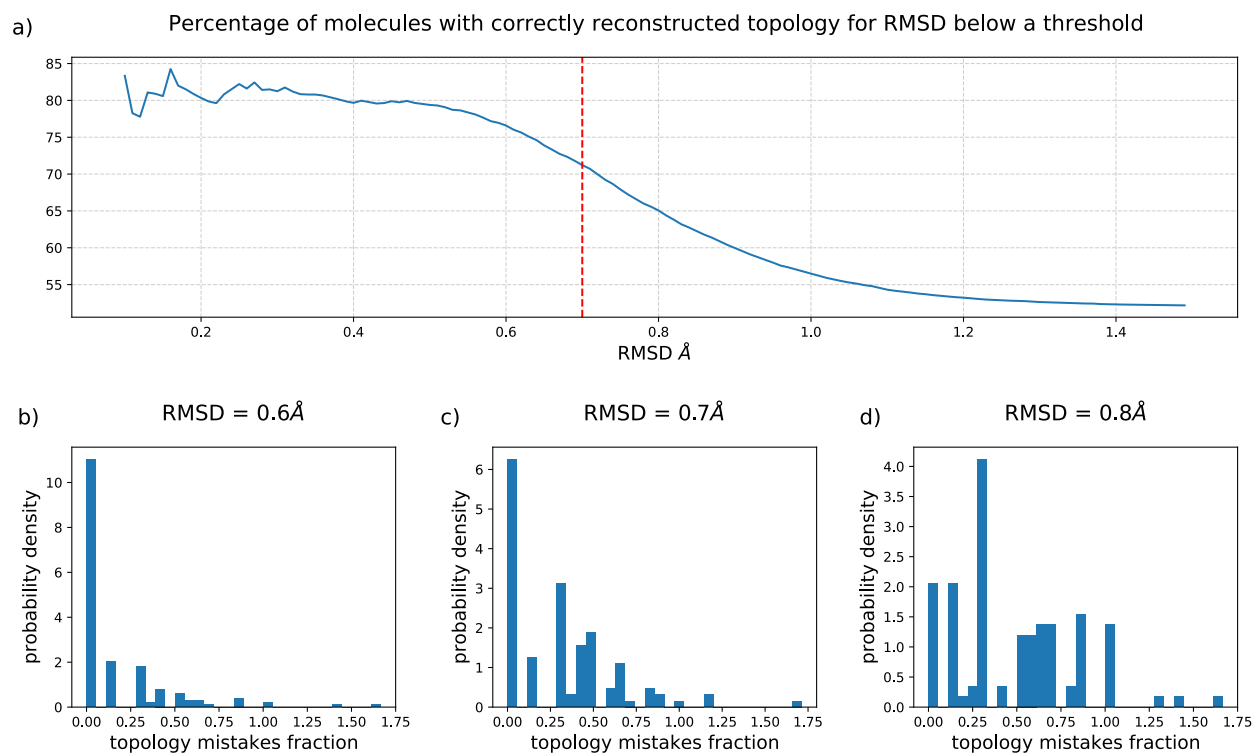 a)
Percentage of molecules with correctly reconstructed topology for RMSD below a threshold
85
80
75
70
65
60
55
0.2 0.4 0.6 0.8 1.0 1.2 1.4
RMSD Å
b)
RMSD = 0.6Å
probability density
10
8
6
4
2
0
0.00 0.25 0.50 0.75 1.00 1.25 1.50 1.75
topology mistakes fraction
c)
RMSD = 0.7Å
probability density
6
5
4
3
2
1
0
0.00 0.25 0.50 0.75 1.00 1.25 1.50 1.75
topology mistakes fraction
d)
RMSD = 0.8Å
probability density
4.0
3.5
3.0
2.5
2.0
1.5
1.0
0.5
0.0
0.00 0.25 0.50 0.75 1.00 1.25 1.50 1.75
topology mistakes fraction